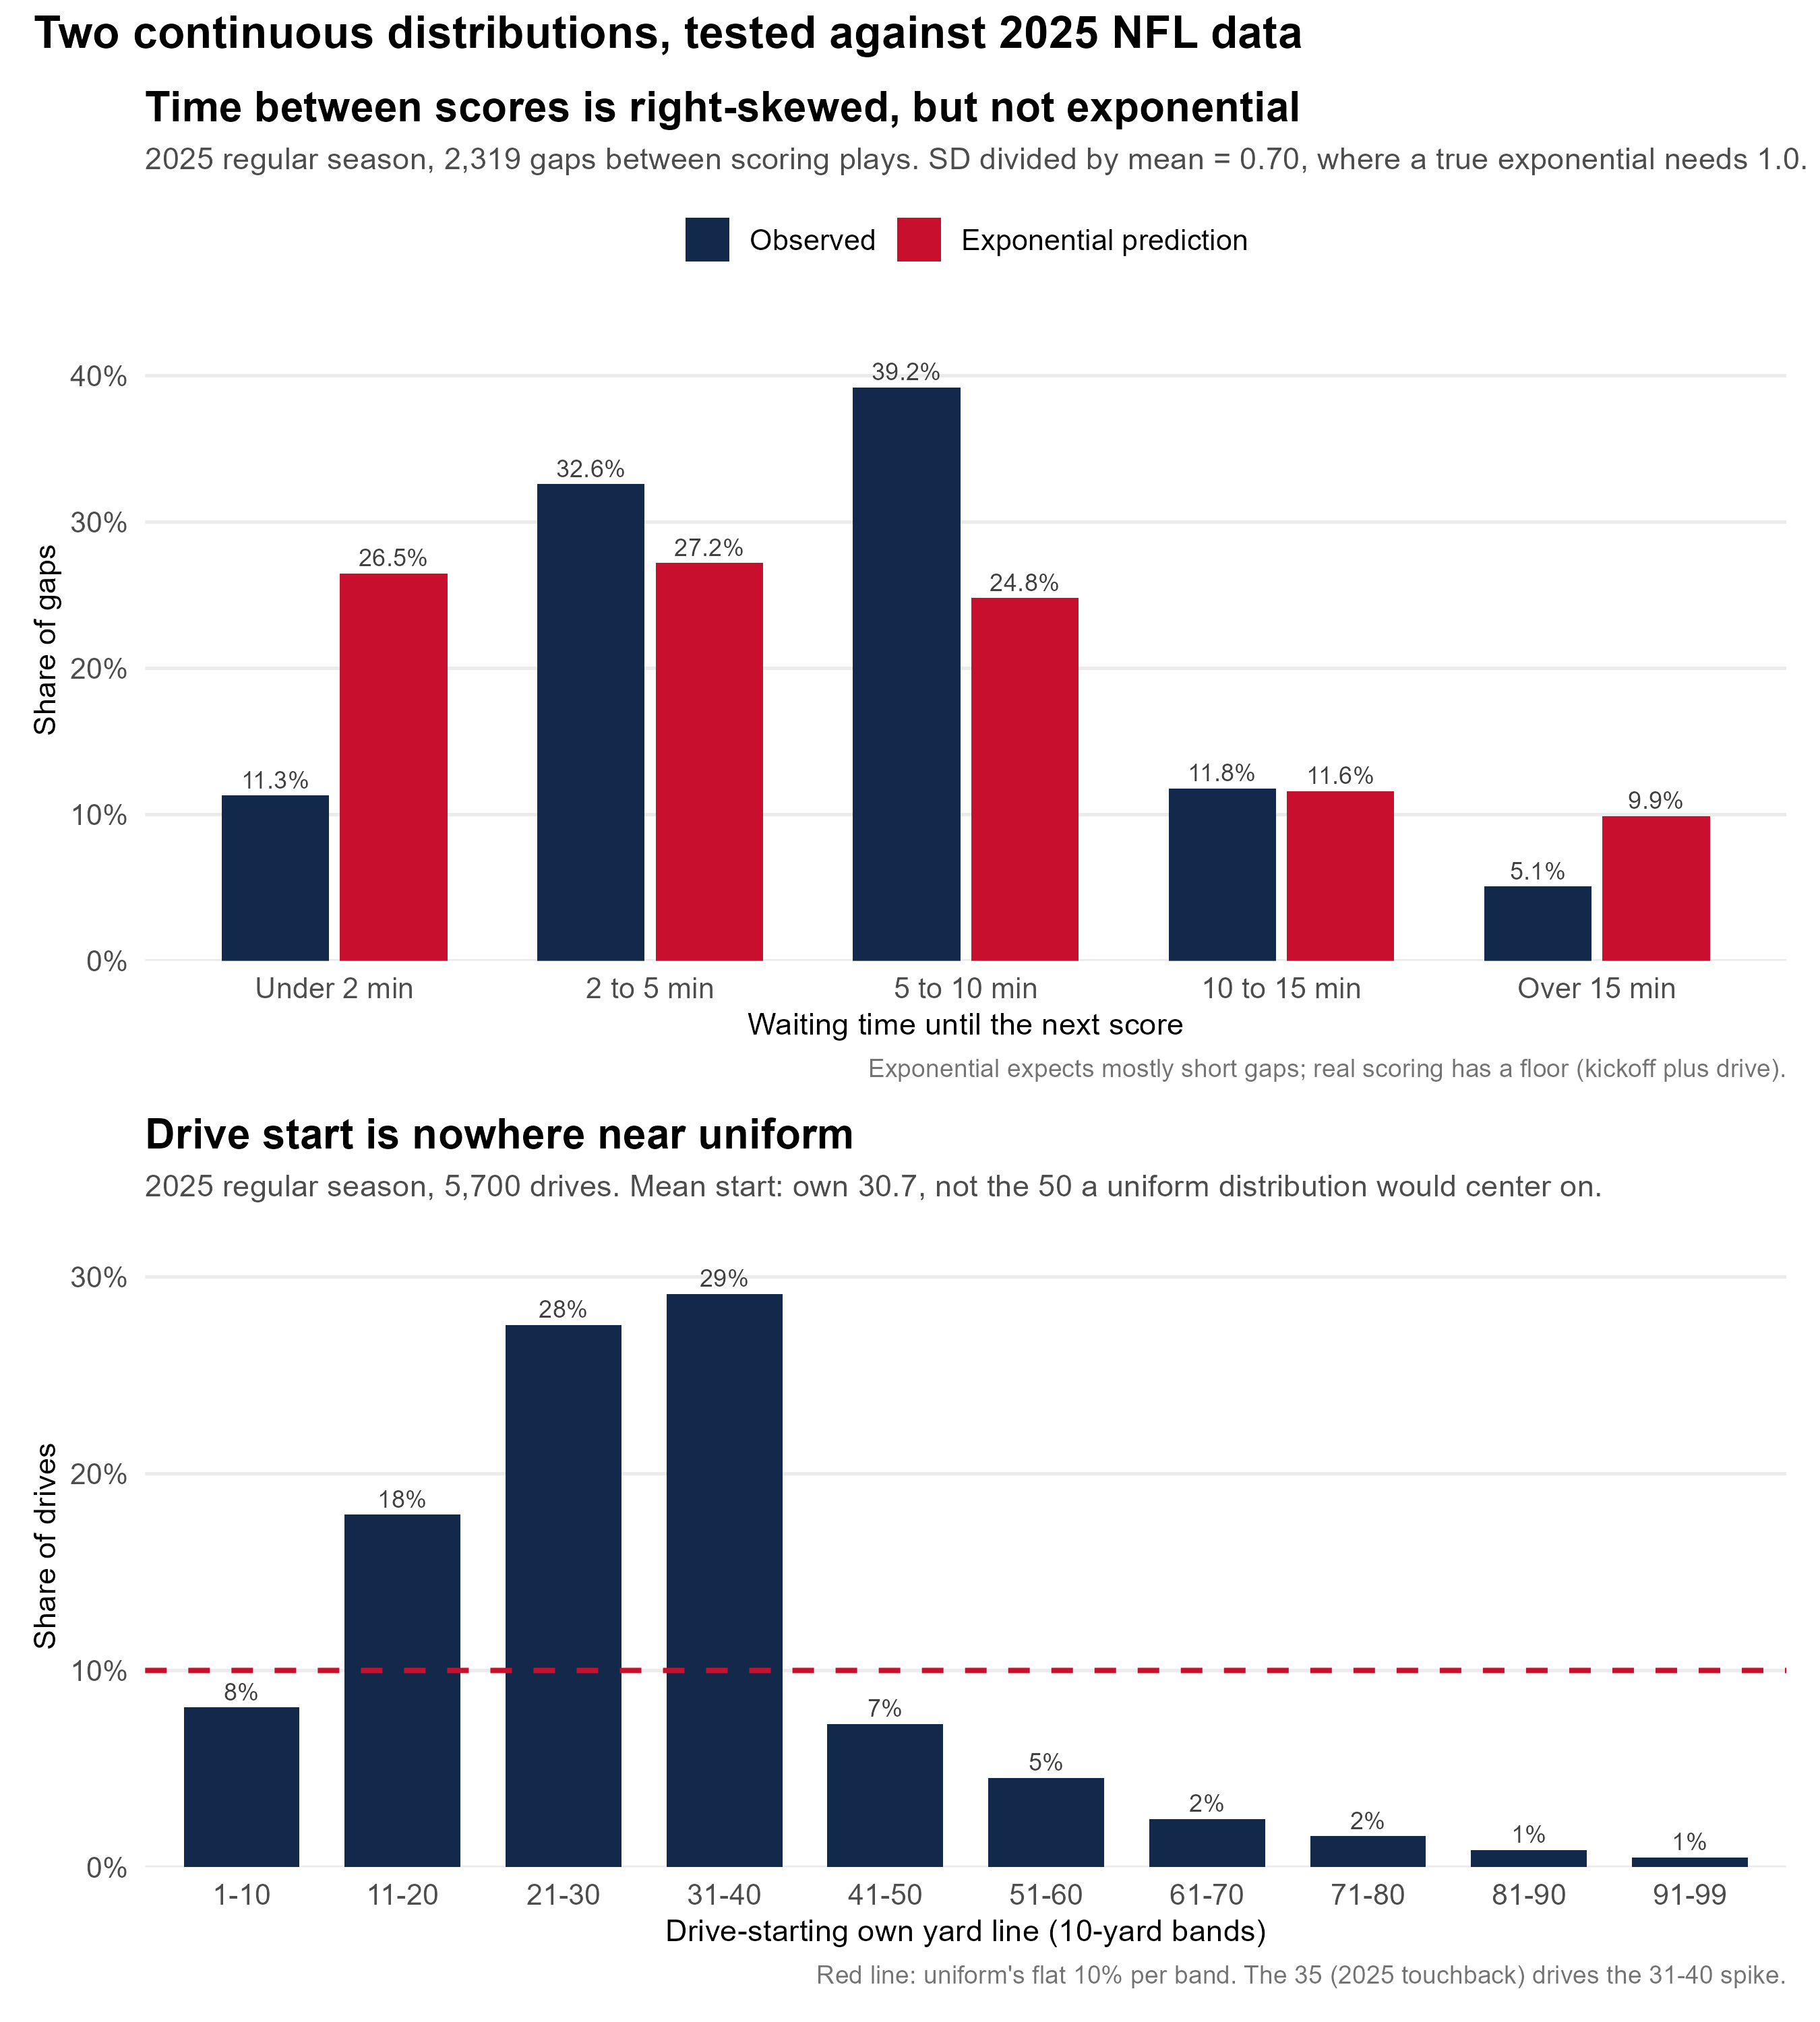 Two continuous distributions, tested against 2025 NFL data
Time between scores is right-skewed, but not exponential
2025 regular season, 2,319 gaps between scoring plays. SD divided by mean = 0.70, where a true exponential needs 1.0.
Observed
Exponential prediction
Share of gaps
40%
30%
20%
10%
0%
11.3%
26.5%
32.6%
27.2%
39.2%
24.8%
11.8%
11.6%
5.1%
9.9%
Under 2 min
2 to 5 min
5 to 10 min
10 to 15 min
Over 15 min
Waiting time until the next score
Exponential expects mostly short gaps; real scoring has a floor (kickoff plus drive).
Drive start is nowhere near uniform
2025 regular season, 5,700 drives. Mean start: own 30.7, not the 50 a uniform distribution would center on.
Share of drives
30%
20%
10%
0%
8%
18%
28%
29%
7%
5%
2%
2%
1%
1%
1-10
11-20
21-30
31-40
41-50
51-60
61-70
71-80
81-90
91-99
Drive-starting own yard line (10-yard bands)
Red line: uniform's flat 10% per band. The 35 (2025 touchback) drives the 31-40 spike.